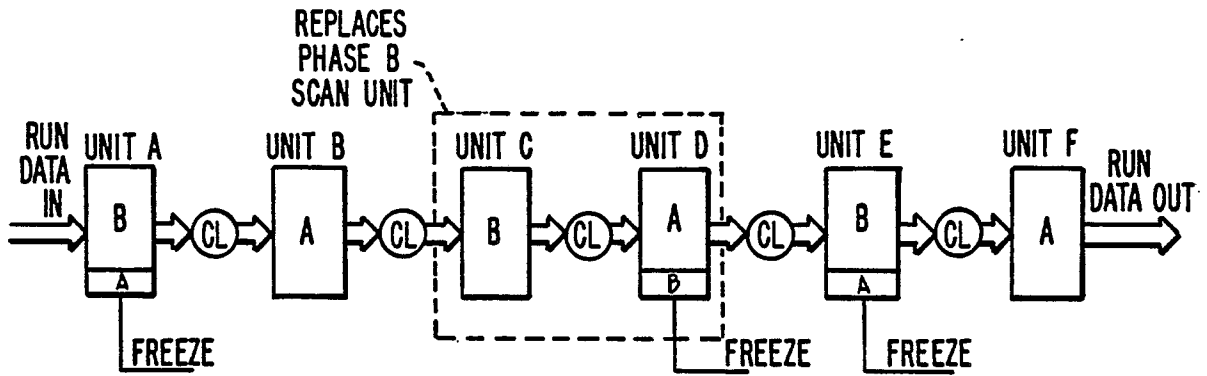 REPLACES
PHASE B
SCAN UNIT
RUN
DATA
IN
UNIT A
UNIT B
UNIT C
UNIT D
UNIT E
UNIT F
RUN
DATA OUT
B
CL
A
CL
B
CL
A
CL
B
CL
A
A
B
A
FREEZE
FREEZE
FREEZE